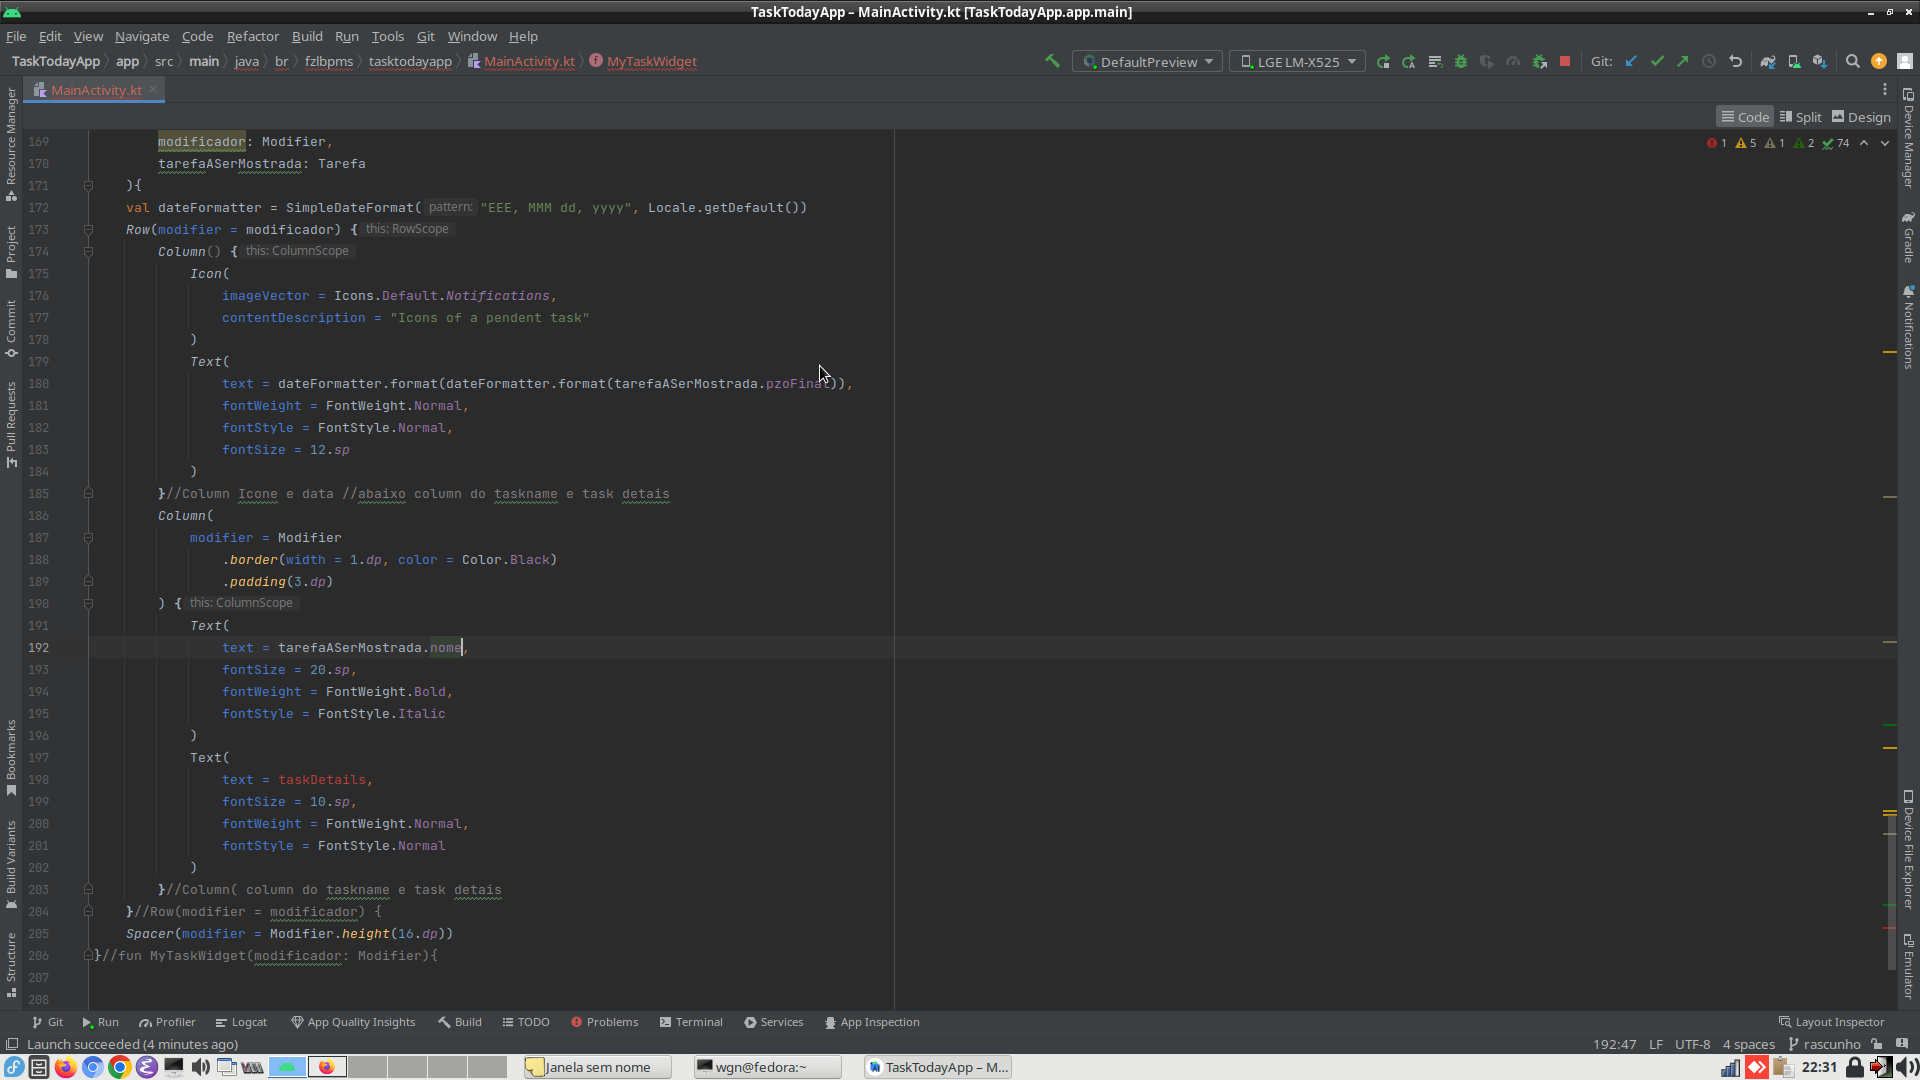 TaskTodayApp – MainActivity.kt [TaskTodayApp.app.main]
File Edit View Navigate Code Refactor Build Run Tools Git Window Help
TaskTodayApp app src main java br fzlbpms tasktodayapp MainActivity.kt MyTaskWidget DefaultPreview LGE LM-X525 Git:
MainActivity.kt
Code Split Design
169 modificador: Modifier, 1 5 1 2 74
170 tarefaASerMostrada: Tarefa
171 ){
172 val dateFormatter = SimpleDateFormat( pattern: "EEE, MMM dd, yyyy", Locale.getDefault())
173 Row(modifier = modificador) { this: RowScope
174 Column() { this: ColumnScope
175 Icon(
176 imageVector = Icons.Default.Notifications,
177 contentDescription = "Icons of a pendent task"
178 )
179 Text(
180 text = dateFormatter.format(dateFormatter.format(tarefaASerMostrada.pzoFinal)),
181 fontWeight = FontWeight.Normal,
182 fontStyle = FontStyle.Normal,
183 fontSize = 12.sp
184 )
185 }//Column Icone e data //abaixo column do taskname e task detais
186 Column(
187 modifier = Modifier
188 .border(width = 1.dp, color = Color.Black)
189 .padding(3.dp)
190 ) { this: ColumnScope
191 Text(
192 text = tarefaASerMostrada.nome,
193 fontSize = 20.sp,
194 fontWeight = FontWeight.Bold,
195 fontStyle = FontStyle.Italic
196 )
197 Text(
198 text = taskDetails,
199 fontSize = 10.sp,
200 fontWeight = FontWeight.Normal,
201 fontStyle = FontStyle.Normal
202 )
203 }//Column( column do taskname e task detais
204 }//Row(modifier = modificador) {
205 Spacer(modifier = Modifier.height(16.dp))
206 }//fun MyTaskWidget(modificador: Modifier){
207
208
Resource Manager
Project
Commit
Pull Requests
Bookmarks
Build Variants
Structure
Device Manager
Gradle
Notifications
Device File Explorer
Emulator
Git Run Profiler Logcat App Quality Insights Build TODO Problems Terminal Services App Inspection Layout Inspector
Launch succeeded (4 minutes ago) 192:47 LF UTF-8 4 spaces rascunho
Janela sem nome wgn@fedora:~ TaskTodayApp – M... 22:31